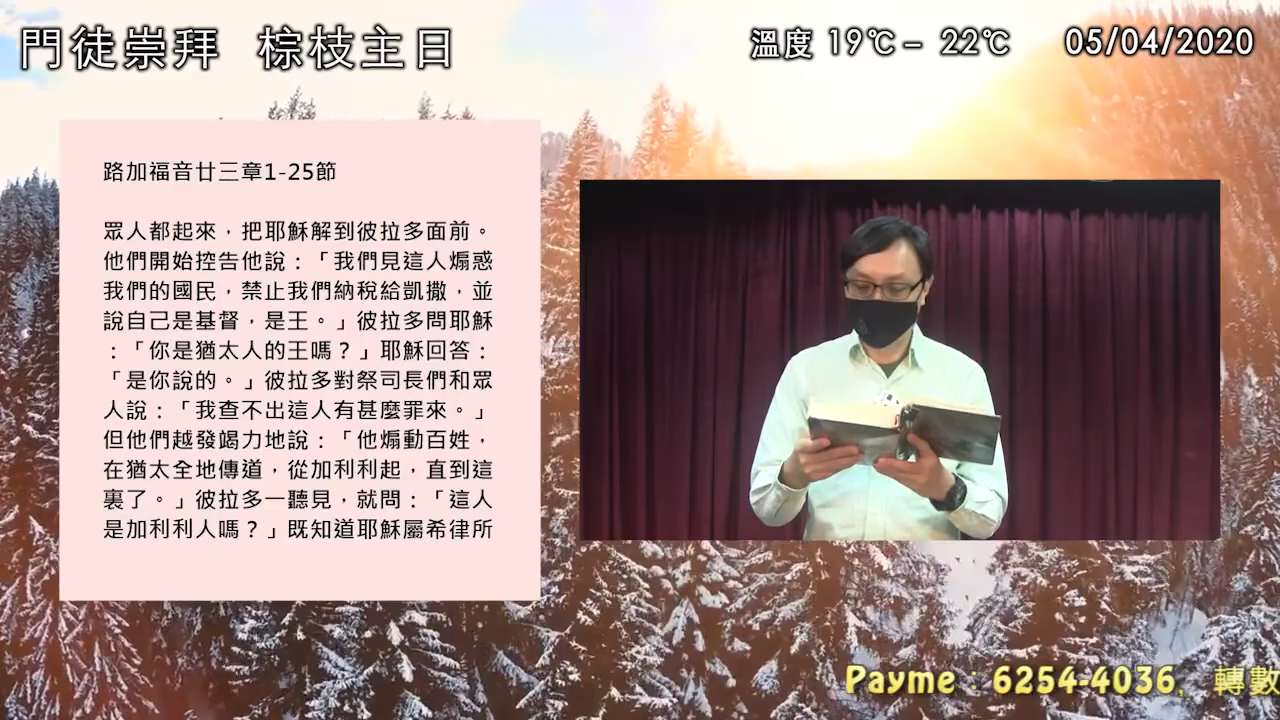 門徒崇拜 棕枝主日
溫度 19℃ – 22℃ 05/04/2020
路加福音廿三章1-25節
眾人都起來，把耶穌解到彼拉多面前。
他們開始控告他說：「我們見這人煽惑
我們的國民，禁止我們納稅給凱撒，並
說自己是基督，是王。」彼拉多問耶穌
：「你是猶太人的王嗎？」耶穌回答：
「是你說的。」彼拉多對祭司長們和眾
人說：「我查不出這人有甚麼罪來。」
但他們越發竭力地說：「他煽動百姓，
在猶太全地傳道，從加利利起，直到這
裏了。」彼拉多一聽見，就問：「這人
是加利利人嗎？」既知道耶穌屬希律所
Payme：6254-4036，轉數